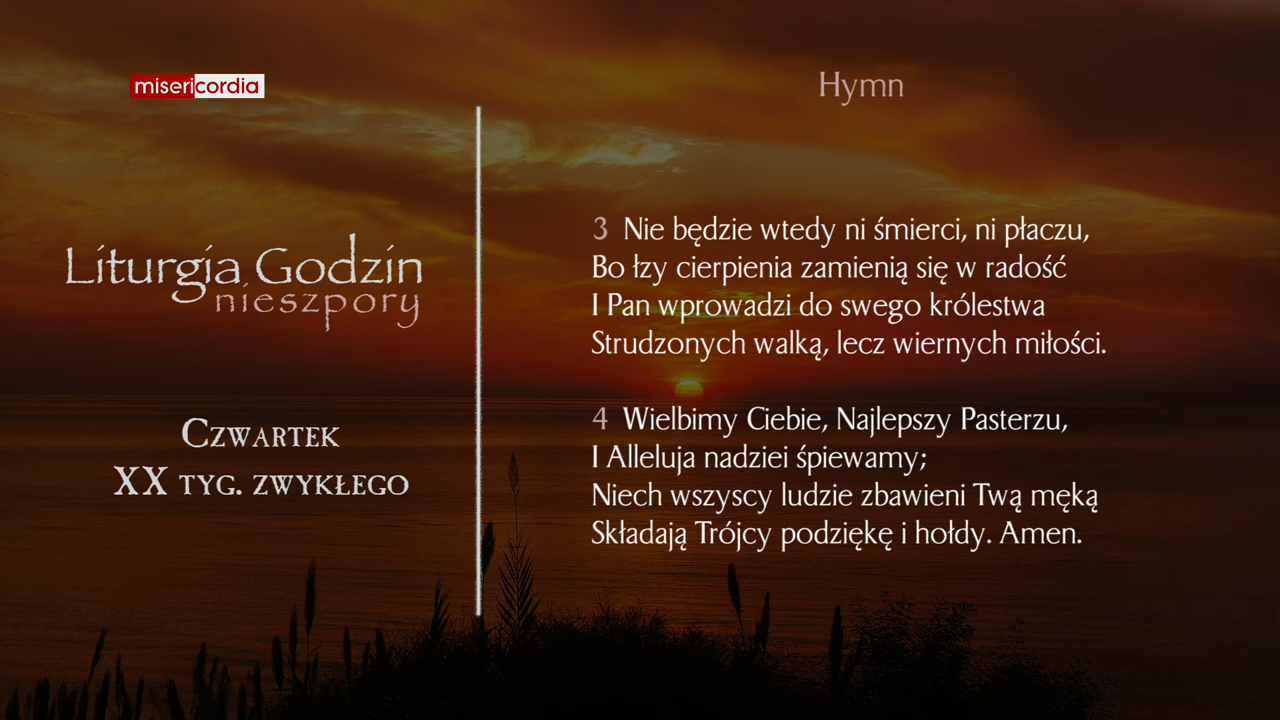 misericordia
Liturgia Godzin
nieszpory
Czwartek
XX tyg. zwykłego
Hymn
3 Nie będzie wtedy ni śmierci, ni płaczu,
Bo łzy cierpienia zamienią się w radość
I Pan wprowadzi do swego królestwa
Strudzonych walką, lecz wiernych miłości.
4 Wielbimy Ciebie, Najlepszy Pasterzu,
I Alleluja nadziei śpiewamy;
Niech wszyscy ludzie zbawieni Twą męką
Składają Trójcy podziękę i hołdy. Amen.